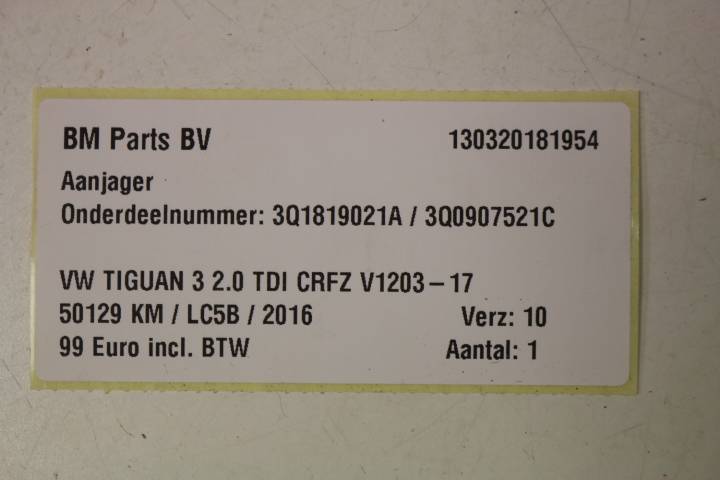 BM Parts BV 130320181954
Aanjager
Onderdeelnummer: 3Q1819021A / 3Q0907521C
VW TIGUAN 3 2.0 TDI CRFZ V1203-17
50129 KM / LC5B / 2016 Verz: 10
99 Euro incl. BTW Aantal: 1